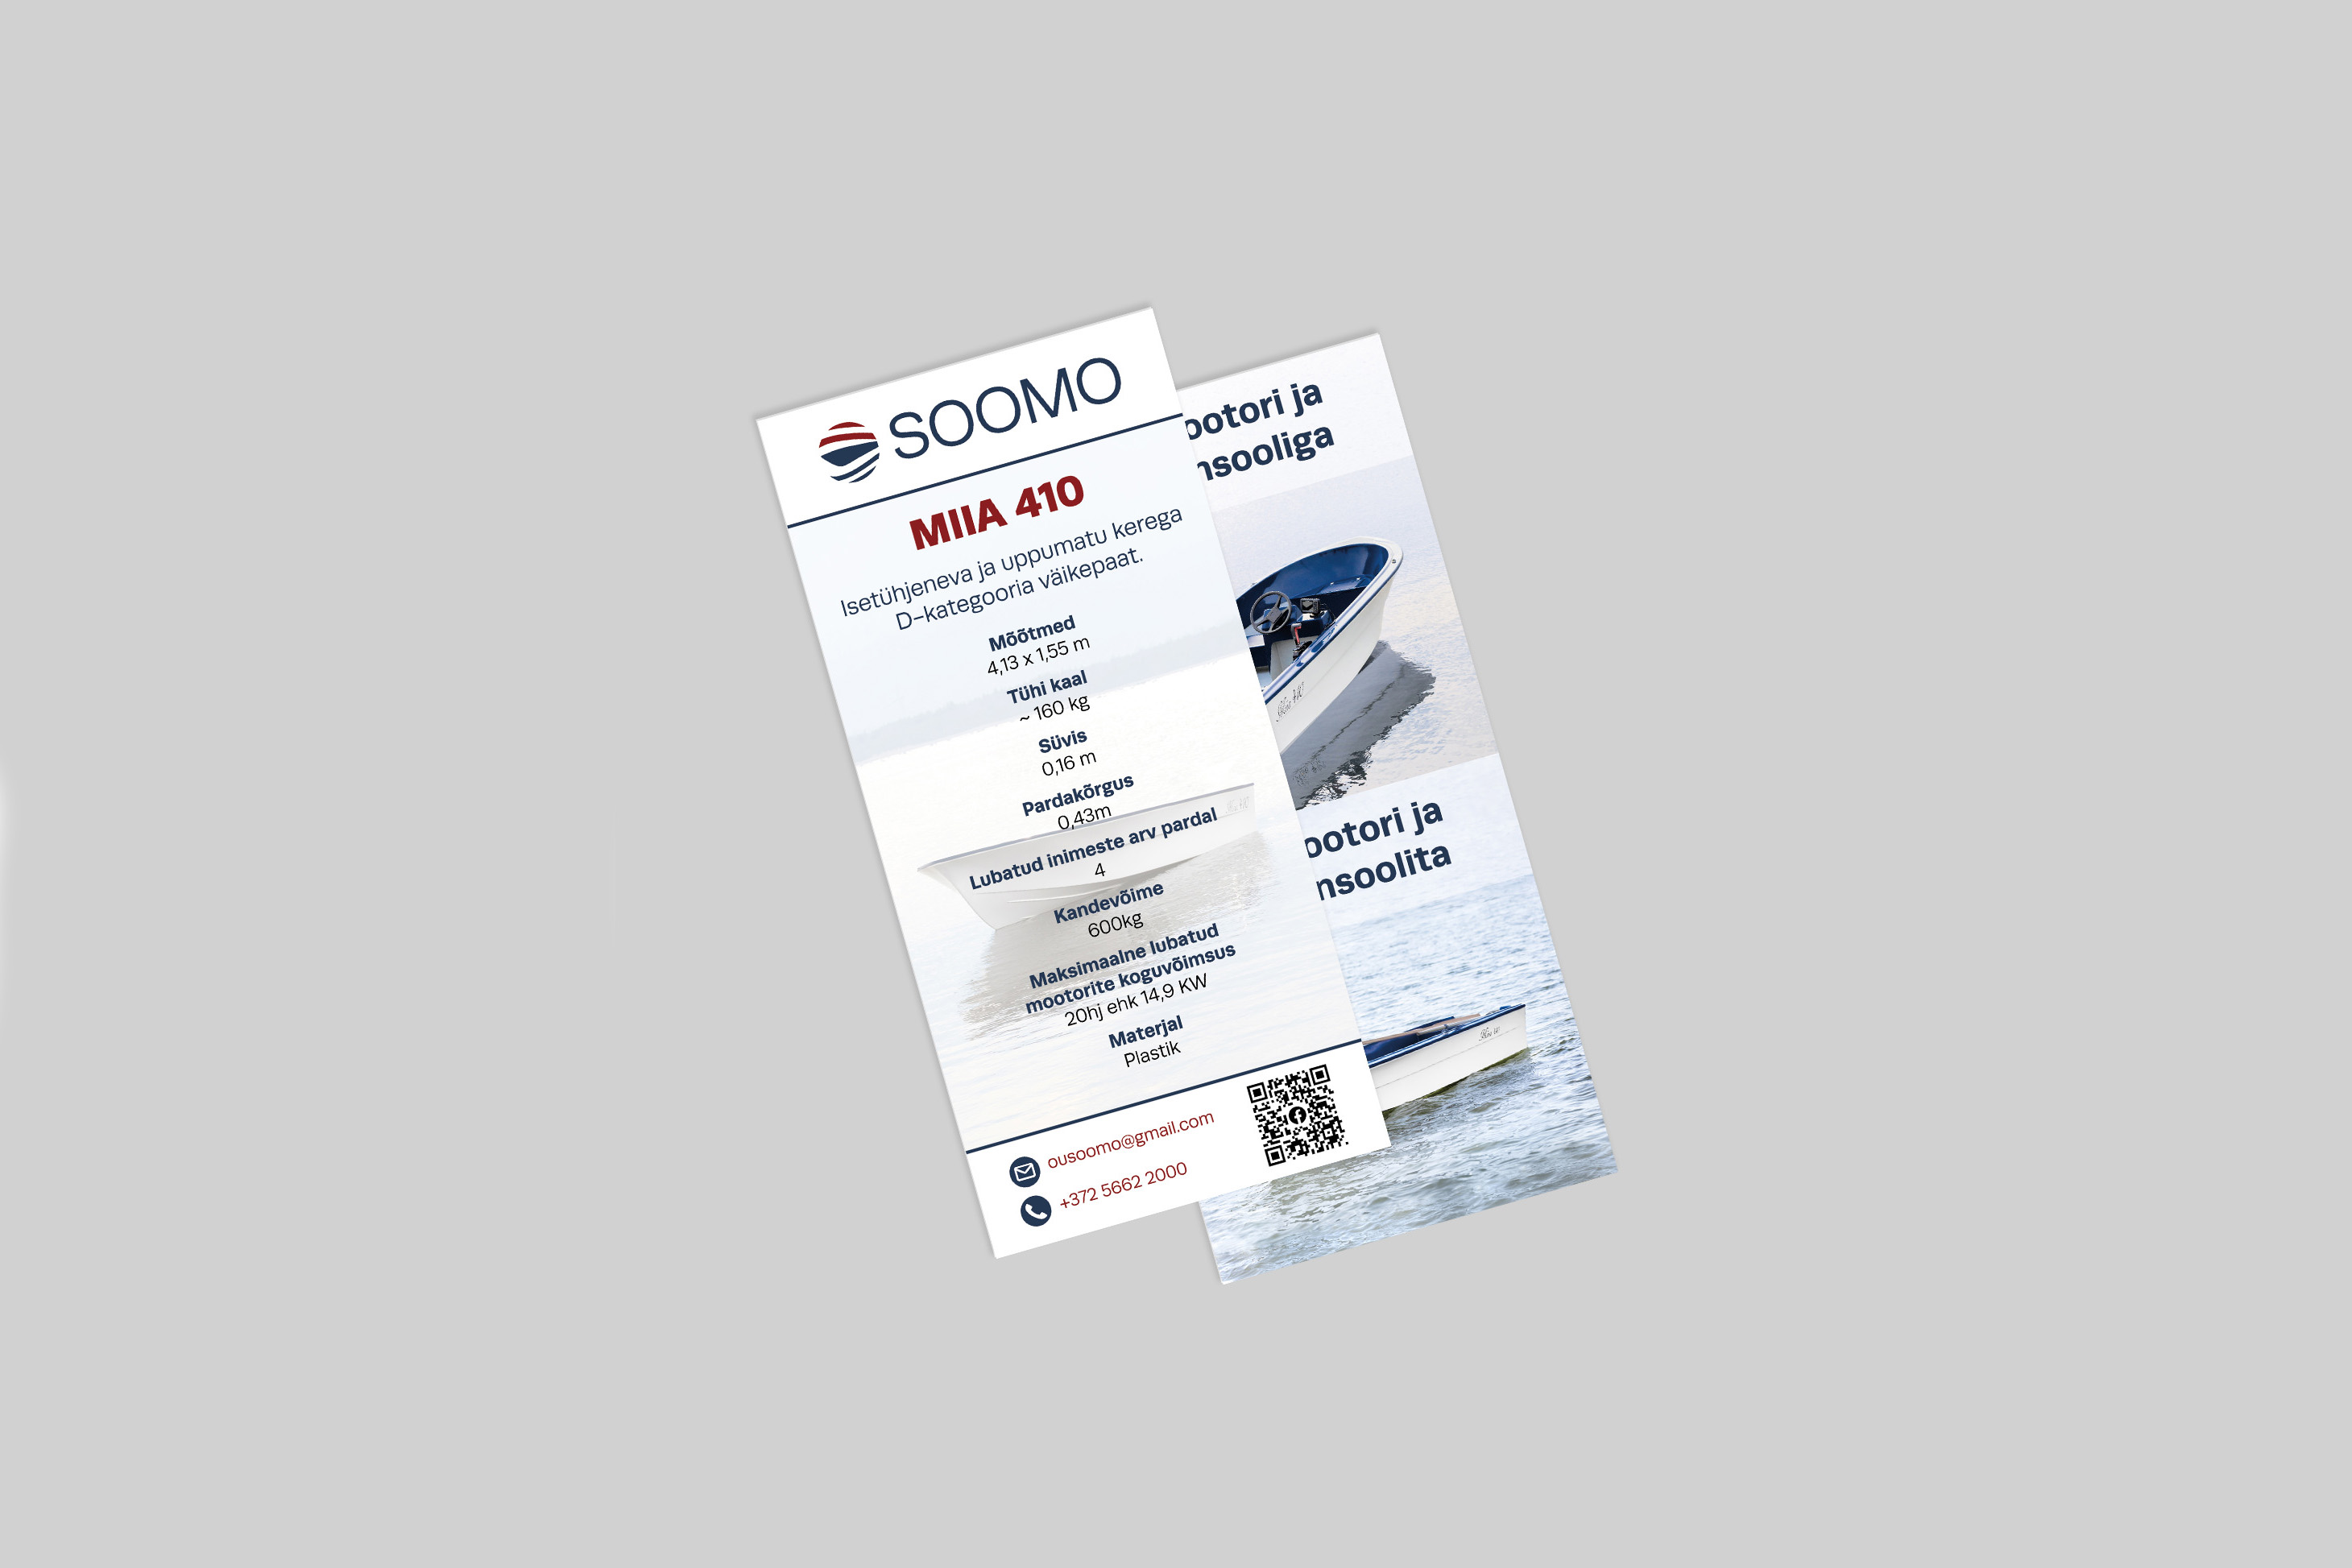 SOOMO
MIIA 410
Isetühjeneva ja uppumatu kerega
D-kategooria väikepaat.
Mõõtmed
4,13 x 1,55 m
Tühi kaal
~ 160 kg
Süvis
0,16 m
Pardakõrgus
0,43m
Lubatud inimeste arv pardal
4
Kandevõime
600kg
Maksimaalne lubatud
mootorite koguvõimsus
20hj ehk 14,9 KW
Materjal
Plastik
ousoomo@gmail.com
+372 5662 2000
ootori ja
nsooliga
ootori ja
nsoolita